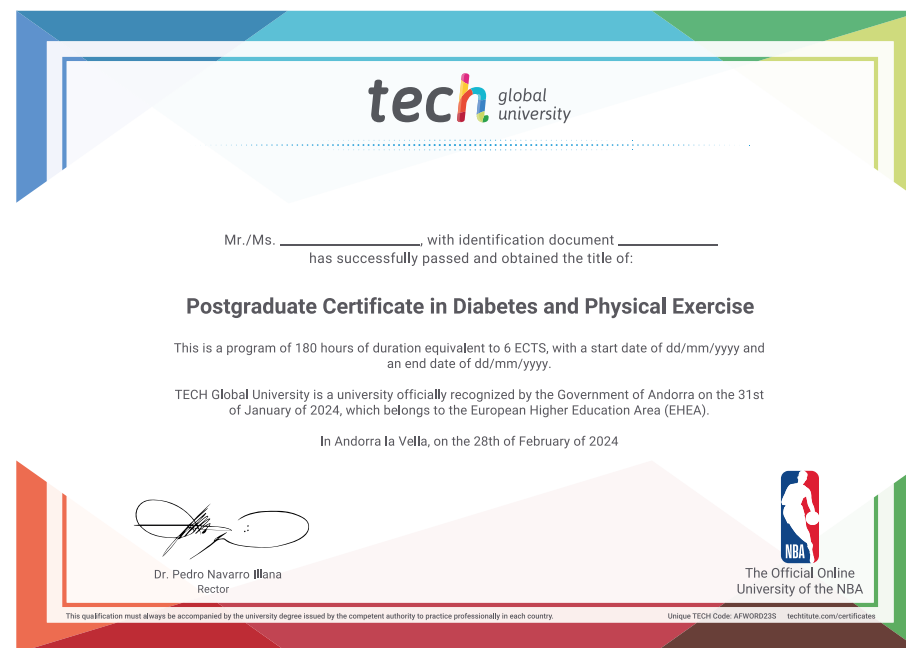 tech global
university
Mr./Ms. ____________________, with identification document ______________
has successfully passed and obtained the title of:
Postgraduate Certificate in Diabetes and Physical Exercise
This is a program of 180 hours of duration equivalent to 6 ECTS, with a start date of dd/mm/yyyy and
an end date of dd/mm/yyyy.
TECH Global University is a university officially recognized by the Government of Andorra on the 31st
of January of 2024, which belongs to the European Higher Education Area (EHEA).
In Andorra la Vella, on the 28th of February of 2024
Dr. Pedro Navarro Illana
Rector
NBA
The Official Online
University of the NBA
This qualification must always be accompanied by the university degree issued by the competent authority to practice professionally in each country.
Unique TECH Code: AFWORD23S techtitute.com/certificates